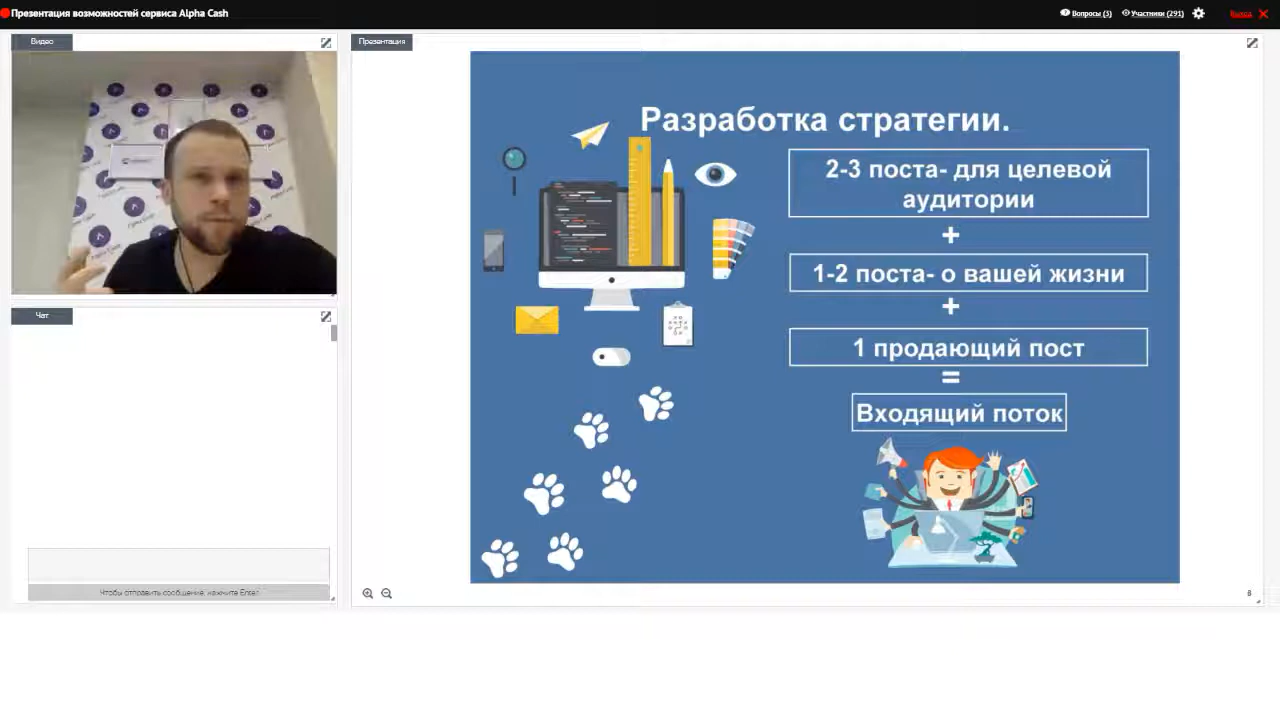 Презентация возможностей сервиса Alpha Cash
Вопросы (3)
Участники (291)
Выход
Видео
Презентация
Чат
Чтобы отправить сообщение, нажмите Enter
Разработка стратегии.
2-3 поста- для целевой
аудитории
+
1-2 поста- о вашей жизни
+
1 продающий пост
=
Входящий поток